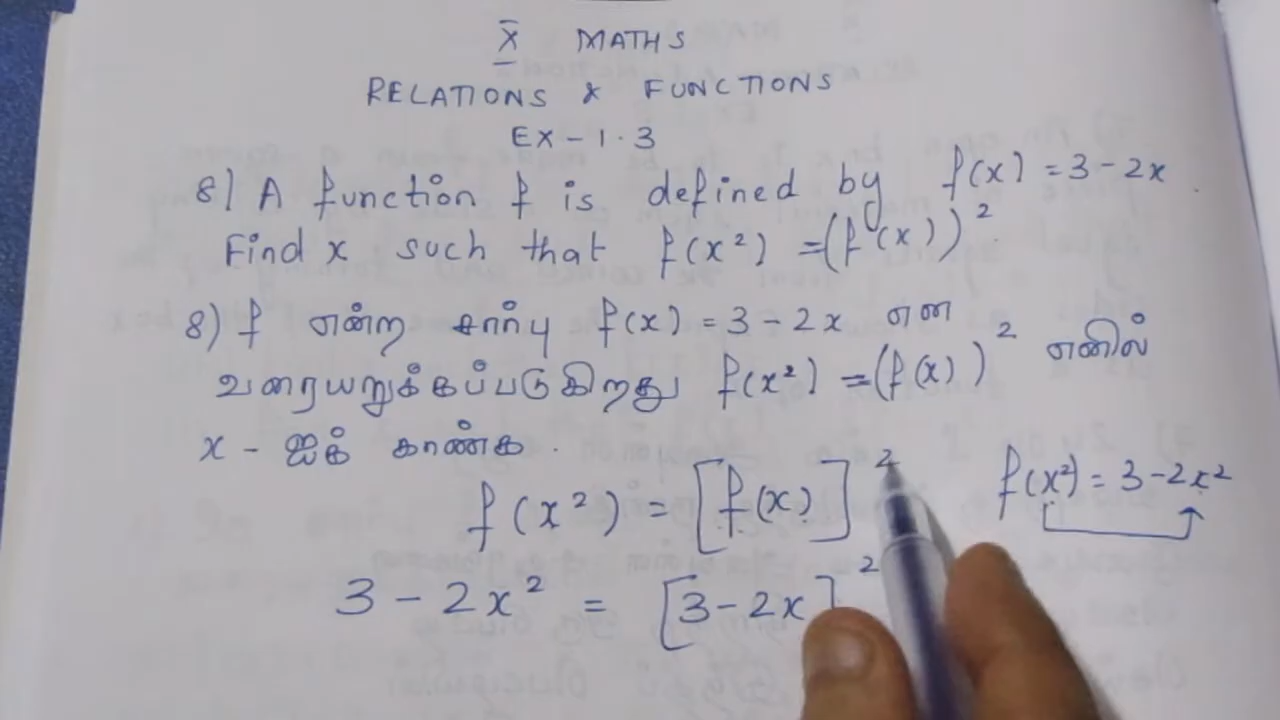 X MATHS
RELATIONS & FUNCTIONS
EX-1.3
8) A function f is defined by f(x) = 3-2x.
Find x such that f(x²) = (f(x))²
8) f என்ற சார்பு f(x) = 3-2x என
வரையறுக்கப்படுகிறது f(x²) = (f(x))² எனில்
x-ஐக் காண்க.
f(x²) = [f(x)]²
f(x²) = 3-2x²
3-2x² = [3-2x]²